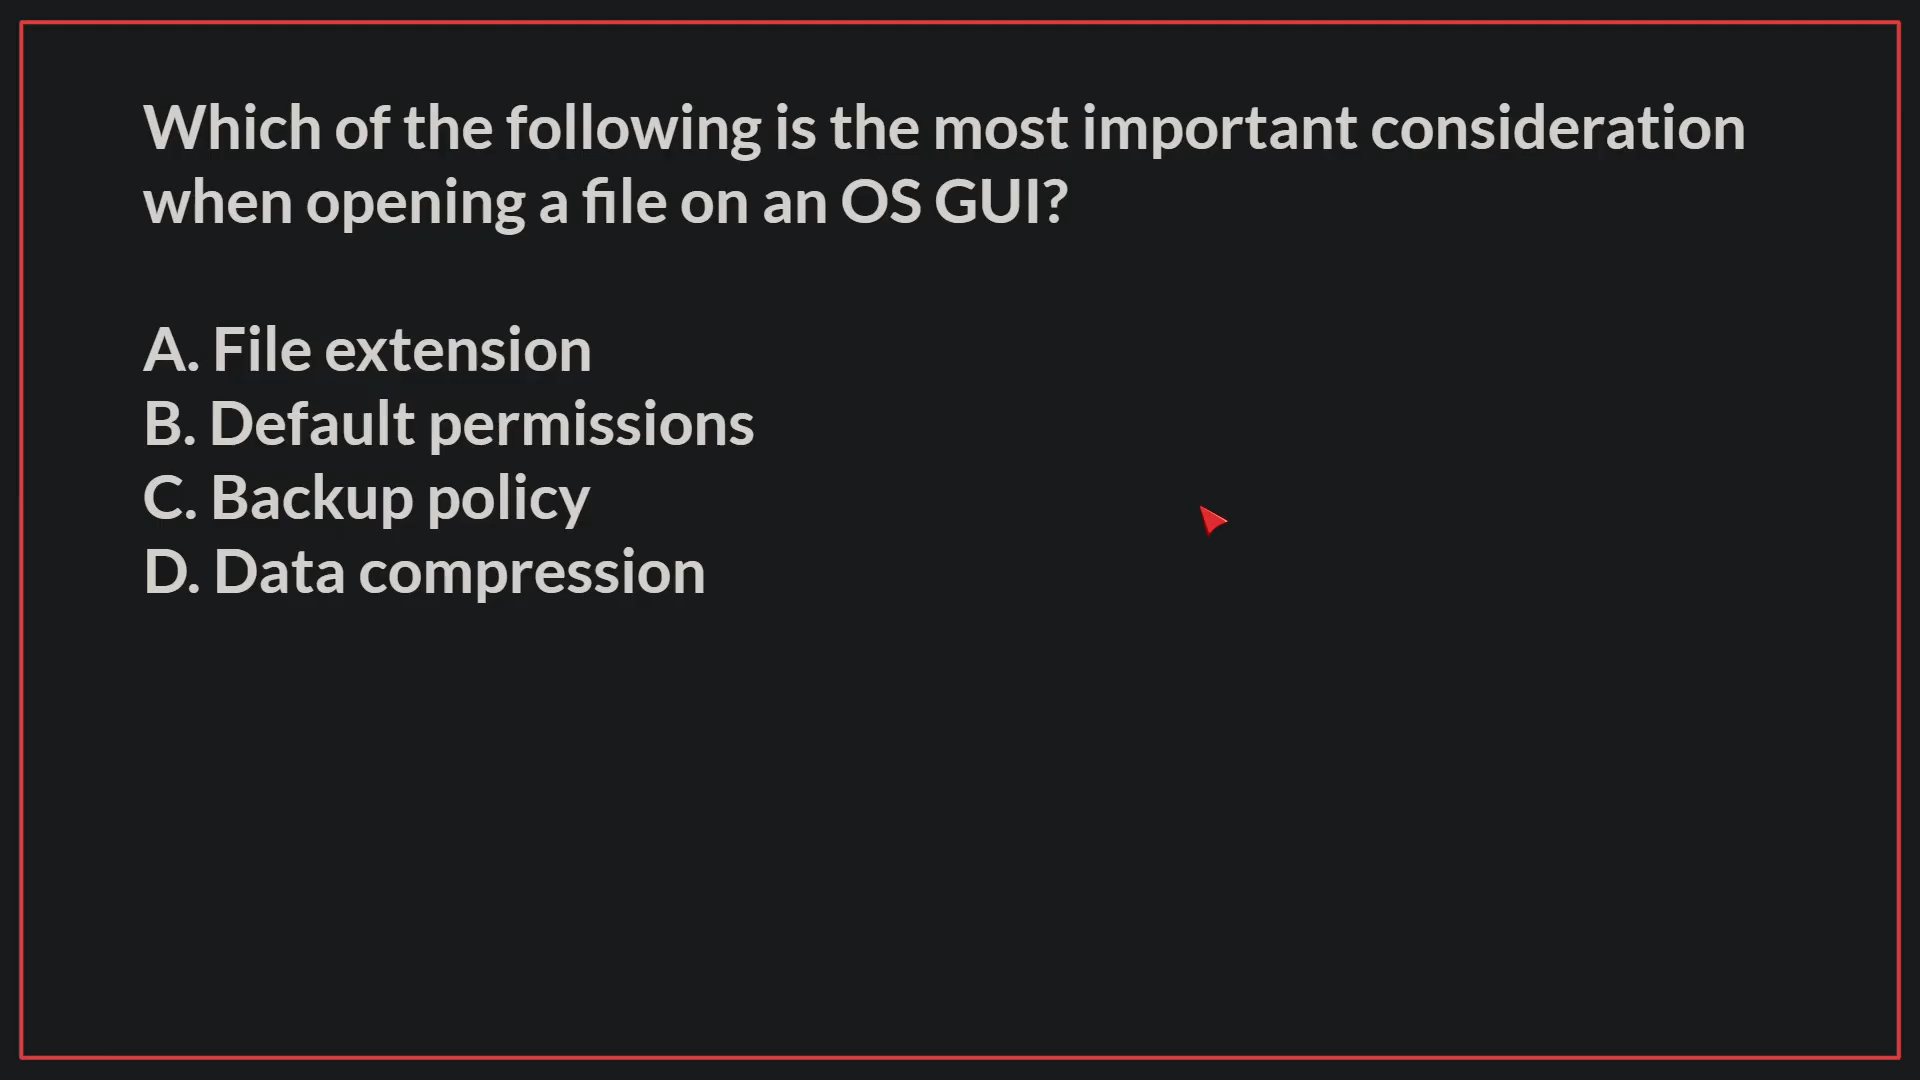 Which of the following is the most important consideration
when opening a file on an OS GUI?
A. File extension
B. Default permissions
C. Backup policy
D. Data compression